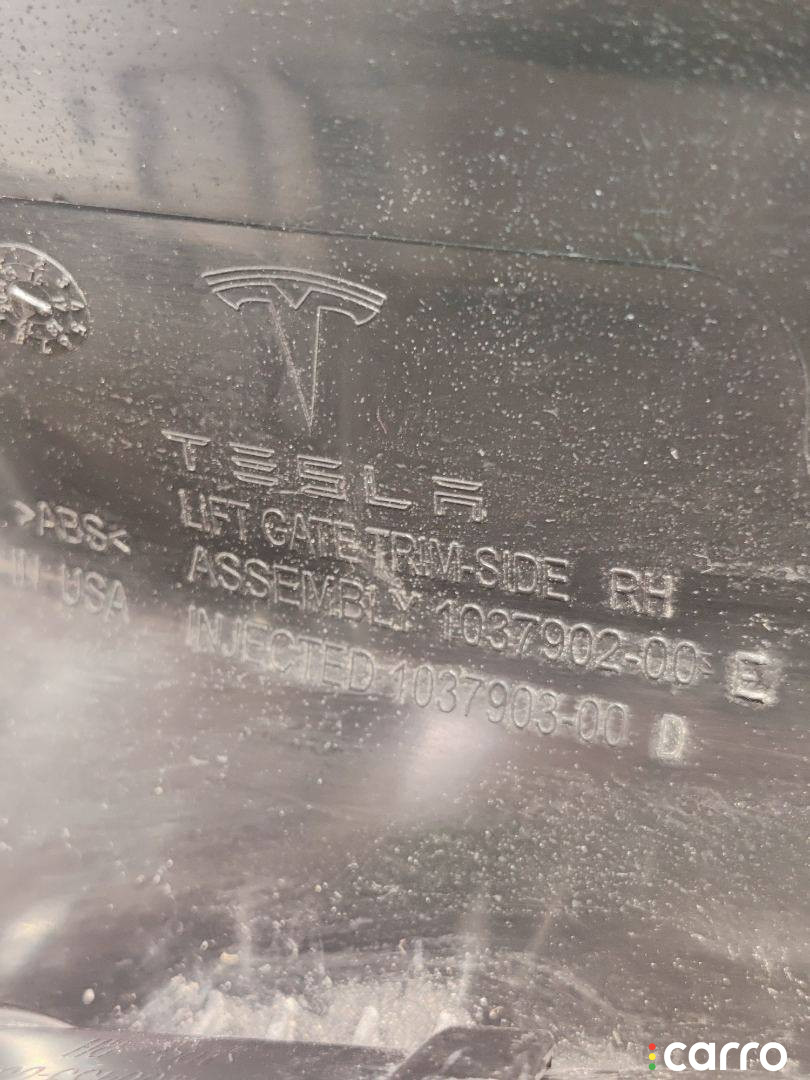 TESLA
>ABS<
LIFT GATE TRIM-SIDE RH
IN USA
ASSEMBLY 1037902-00 E
INJECTED 1037903-00 D
carro